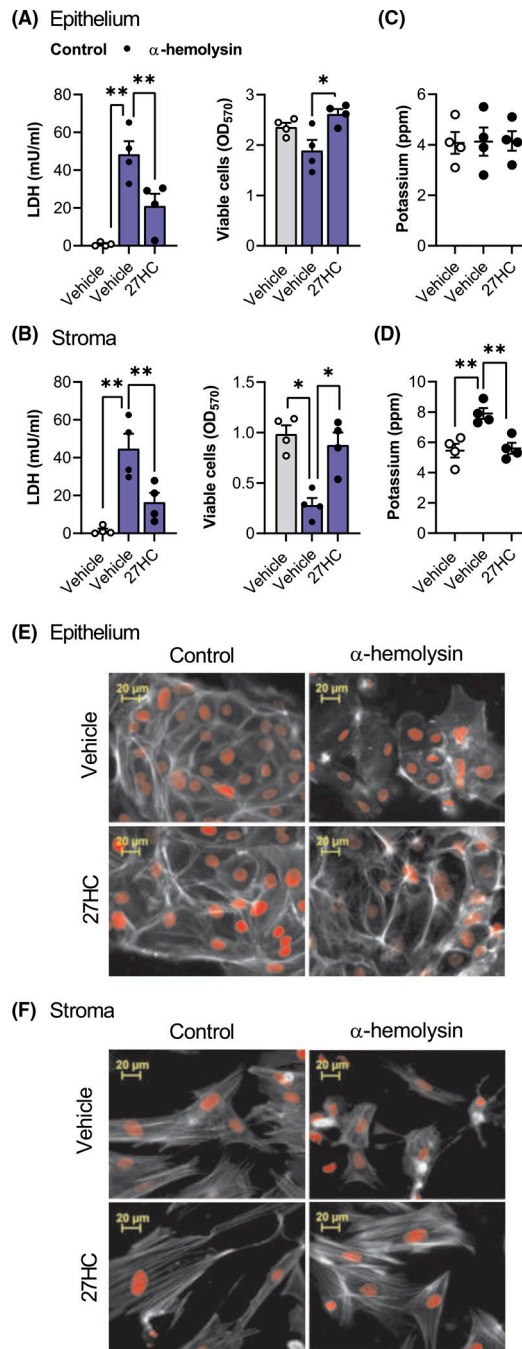 (A) Epithelium
(C)
Control • α-hemolysin
** **
*
LDH (mU/ml)
80
60
40
20
0
Vehicle
Vehicle
27HC
Viable cells (OD570)
3
2
1
0
Vehicle
Vehicle
27HC
Potassium (ppm)
6
4
2
0
Vehicle
Vehicle
27HC
(B) Stroma
(D)
** **
* *
** **
LDH (mU/ml)
80
60
40
20
0
Vehicle
Vehicle
27HC
Viable cells (OD570)
1.5
1.0
0.5
0.0
Vehicle
Vehicle
27HC
Potassium (ppm)
10
8
6
4
2
0
Vehicle
Vehicle
27HC
(E) Epithelium
Control α-hemolysin
Vehicle
20 µm
20 µm
27HC
20 µm
20 µm
(F) Stroma
Control α-hemolysin
Vehicle
20 µm
20 µm
27HC
20 µm
20 µm